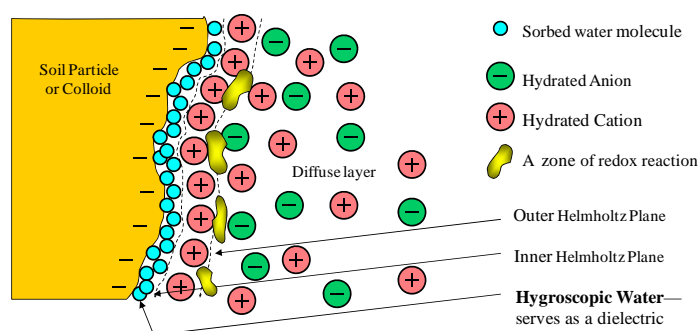 Soil Particle
or Colloid
Sorbed water molecule
Hydrated Anion
Hydrated Cation
A zone of redox reaction
Diffuse layer
Outer Helmholtz Plane
Inner Helmholtz Plane
Hygroscopic Water—
serves as a dielectric